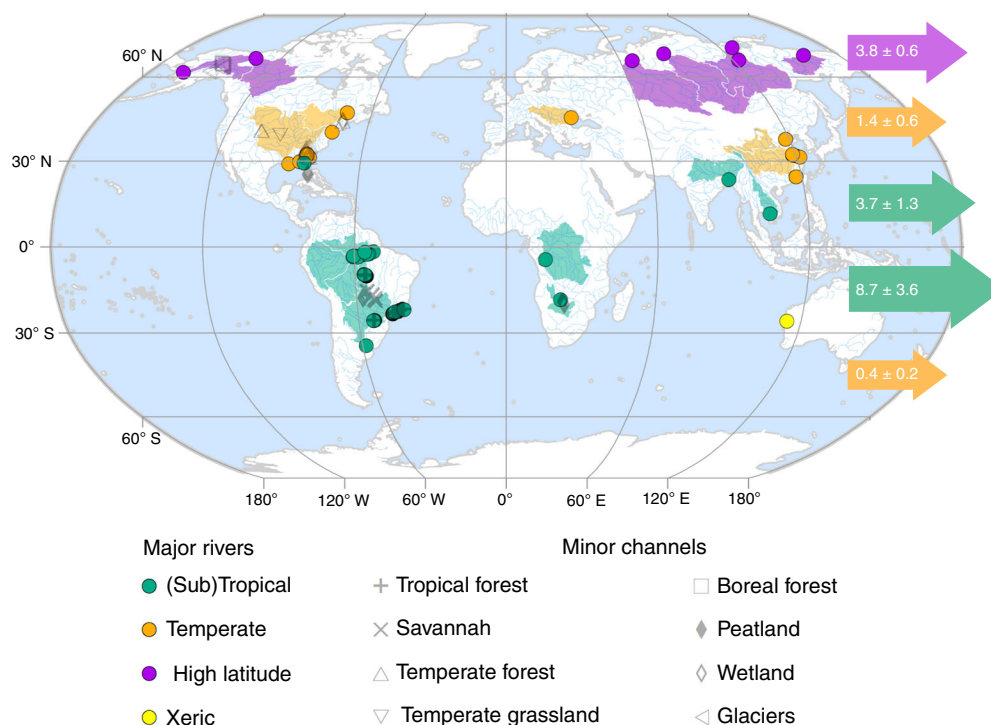 60° N
30° N
0°
30° S
60° S
3.8 ± 0.6
1.4 ± 0.6
3.7 ± 1.3
8.7 ± 3.6
0.4 ± 0.2
180° 120° W 60° W 0° 60° E 120° E 180°
Major rivers
Minor channels
(Sub)Tropical
Tropical forest
Boreal forest
Temperate
Savannah
Peatland
High latitude
Temperate forest
Wetland
Xeric
Temperate grassland
Glaciers